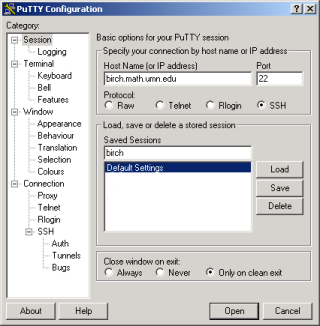 PuTTY Configuration
Category:
Session
Logging
Terminal
Keyboard
Bell
Features
Window
Appearance
Behaviour
Translation
Selection
Colours
Connection
Proxy
Telnet
Rlogin
SSH
Auth
Tunnels
Bugs
Basic options for your PuTTY session
Specify your connection by host name or IP address
Host Name (or IP address) Port
birch.math.umn.edu 22
Protocol:
Raw Telnet Rlogin SSH
Load, save or delete a stored session
Saved Sessions
birch
Default Settings
Load
Save
Delete
Close window on exit:
Always Never Only on clean exit
About Help Open Cancel